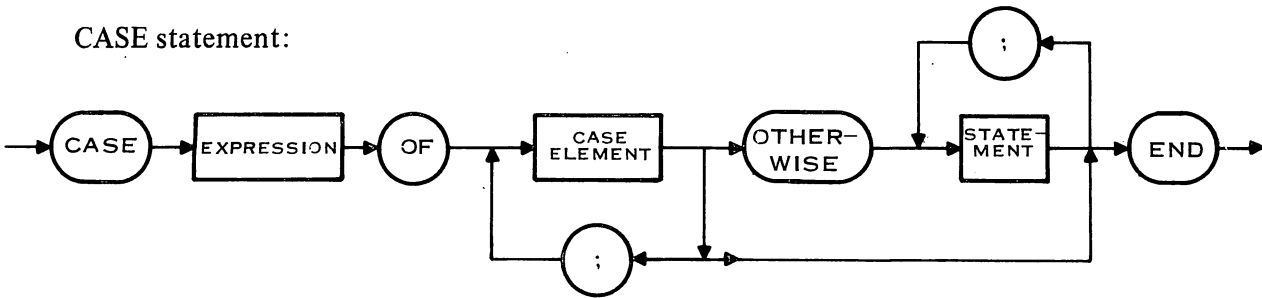 CASE statement:
;
CASE
EXPRESSION
OF
CASE
ELEMENT
OTHER-
WISE
STATE-
MENT
END
;